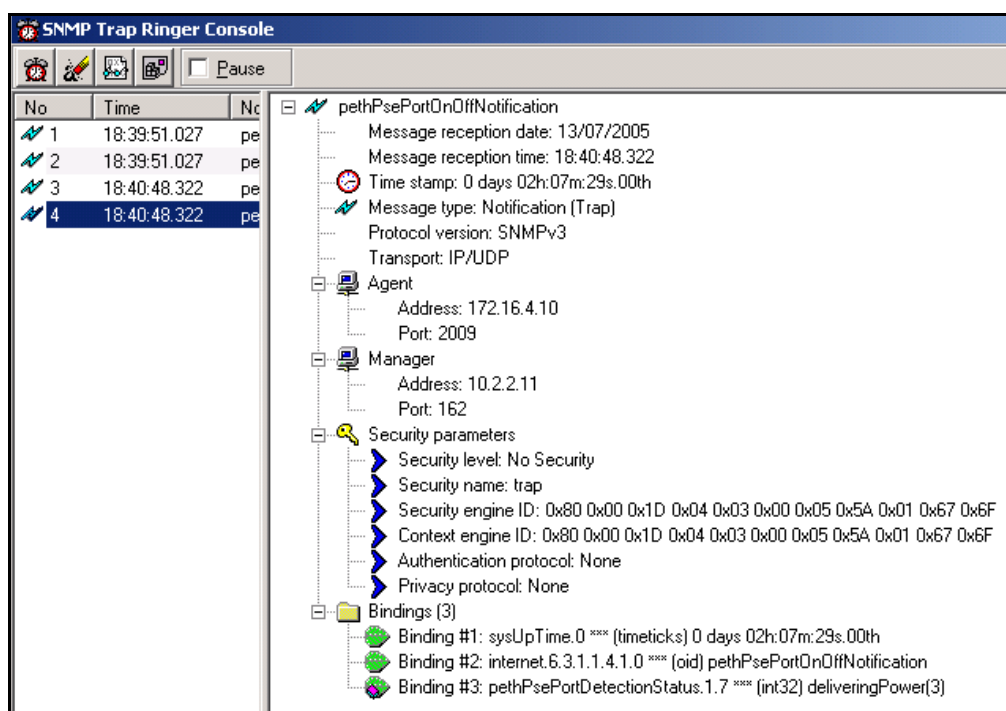 SNMP Trap Ringer Console
Pause
No Time No
1 18:39:51.027 pe
2 18:39:51.027 pe
3 18:40:48.322 pe
4 18:40:48.322 pe
pethPsePortOnOffNotification
Message reception date: 13/07/2005
Message reception time: 18:40:48.322
Time stamp: 0 days 02h:07m:29s.00th
Message type: Notification (Trap)
Protocol version: SNMPv3
Transport: IP/UDP
Agent
Address: 172.16.4.10
Port: 2009
Manager
Address: 10.2.2.11
Port: 162
Security parameters
Security level: No Security
Security name: trap
Security engine ID: 0x80 0x00 0x1D 0x04 0x03 0x00 0x05 0x5A 0x01 0x67 0x6F
Context engine ID: 0x80 0x00 0x1D 0x04 0x03 0x00 0x05 0x5A 0x01 0x67 0x6F
Authentication protocol: None
Privacy protocol: None
Bindings (3)
Binding #1: sysUpTime.0 *** (timeticks) 0 days 02h:07m:29s.00th
Binding #2: internet.6.3.1.1.4.1.0 *** (oid) pethPsePortOnOffNotification
Binding #3: pethPsePortDetectionStatus.1.7 *** (int32) deliveringPower(3)